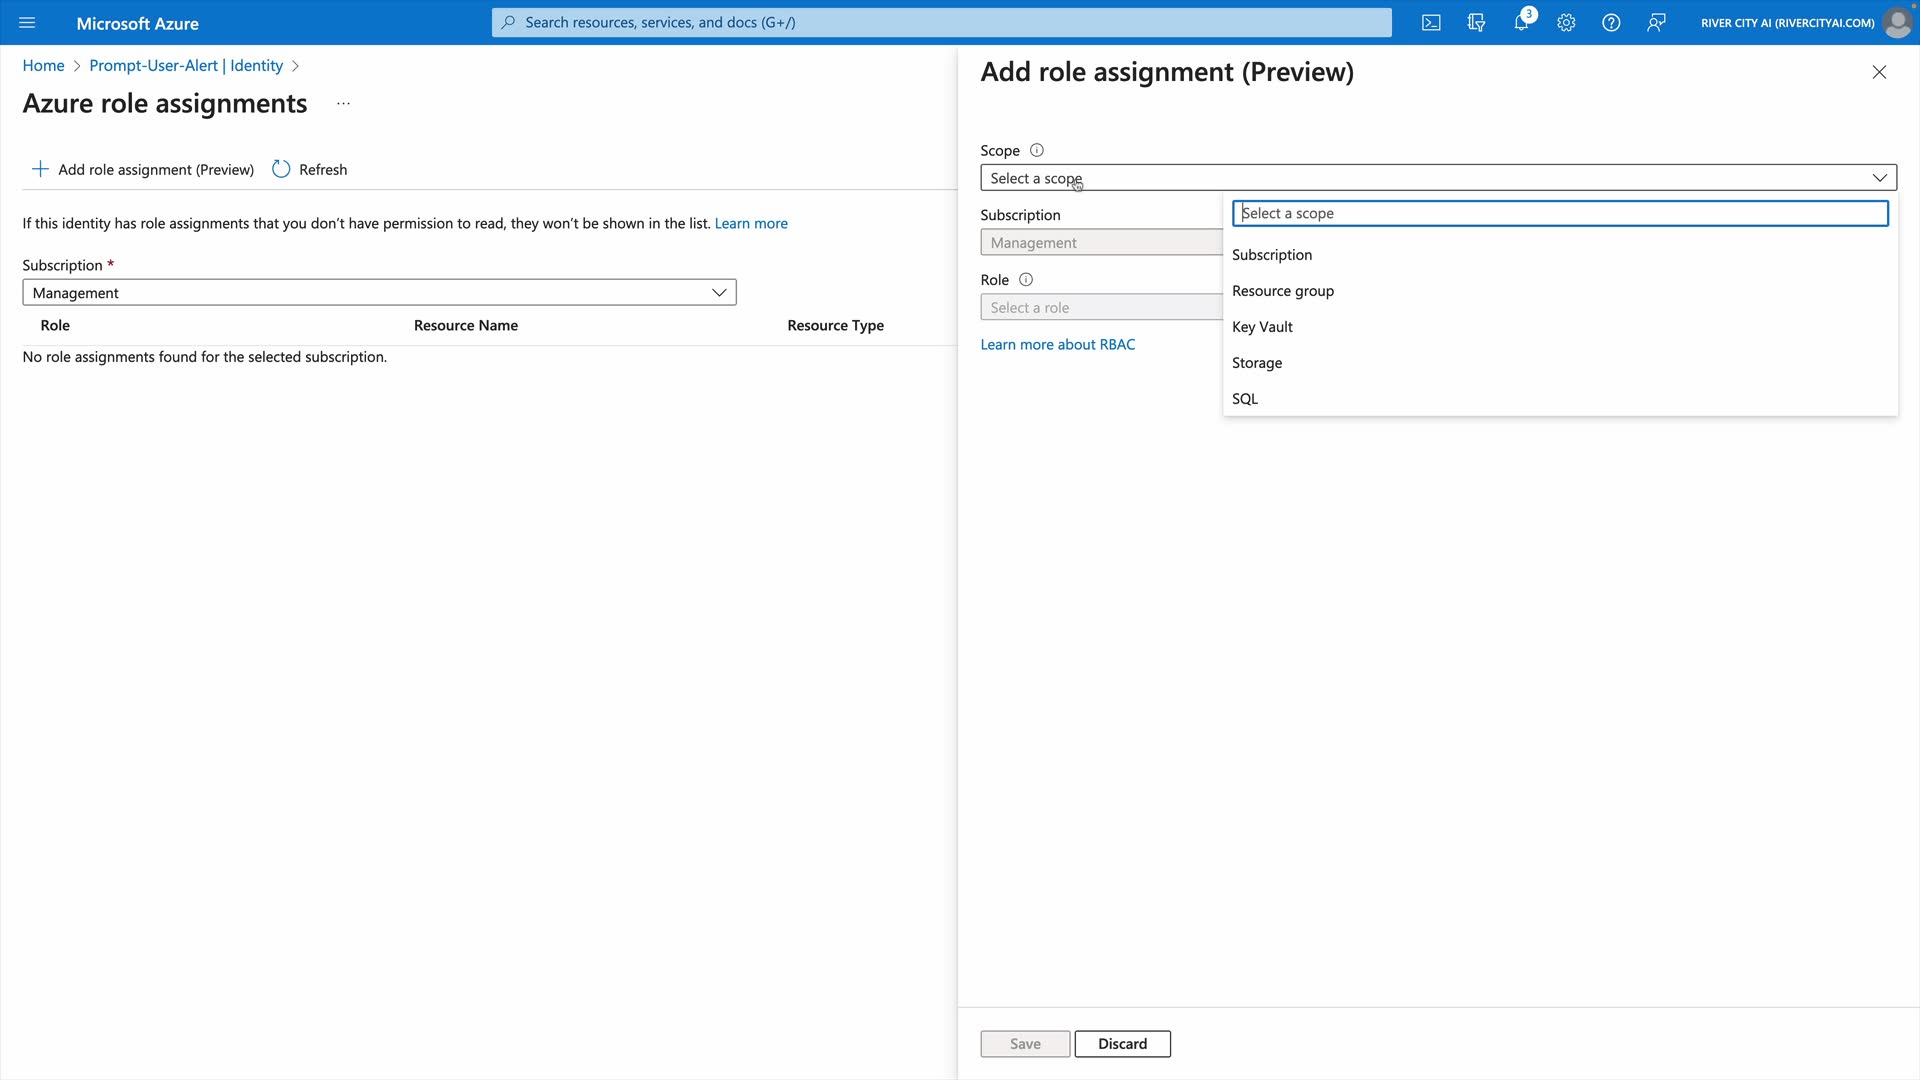 Microsoft Azure
Search resources, services, and docs (G+/)
3
RIVER CITY AI (RIVERCITYAI.COM)
Home > Prompt-User-Alert | Identity >
Azure role assignments ...
Add role assignment (Preview) Refresh
If this identity has role assignments that you don't have permission to read, they won't be shown in the list. Learn more
Subscription *
Management
Role Resource Name Resource Type
No role assignments found for the selected subscription.
Add role assignment (Preview)
Scope
Select a scope
Select a scope
Subscription
Resource group
Key Vault
Storage
SQL
Subscription
Management
Role
Select a role
Learn more about RBAC
Save Discard